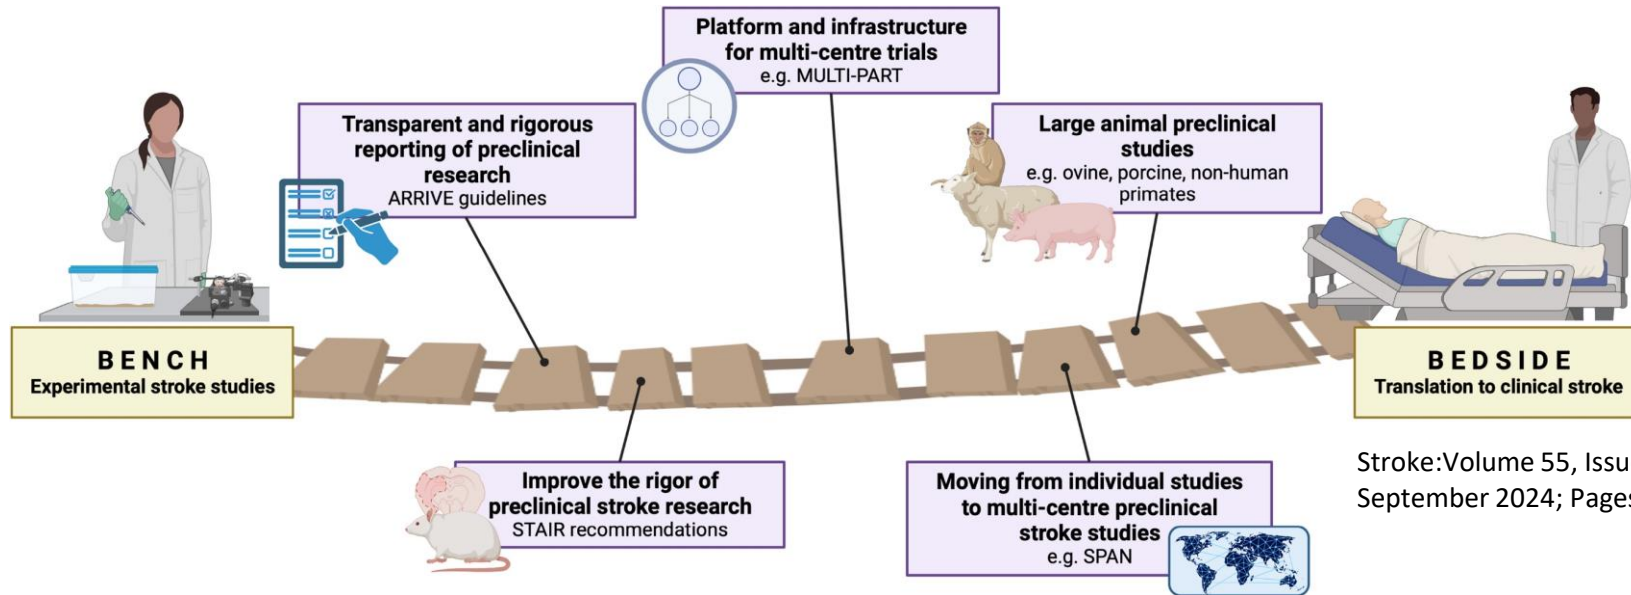 Platform and infrastructure
for multi-centre trials
e.g. MULTI-PART
Transparent and rigorous
reporting of preclinical
research
ARRIVE guidelines
Large animal preclinical
studies
e.g. ovine, porcine, non-human
primates
BENCH
Experimental stroke studies
BEDSIDE
Translation to clinical stroke
Improve the rigor of
preclinical stroke research
STAIR recommendations
Moving from individual studies
to multi-centre preclinical
stroke studies
e.g. SPAN
Stroke:Volume 55, Issu
September 2024; Pages